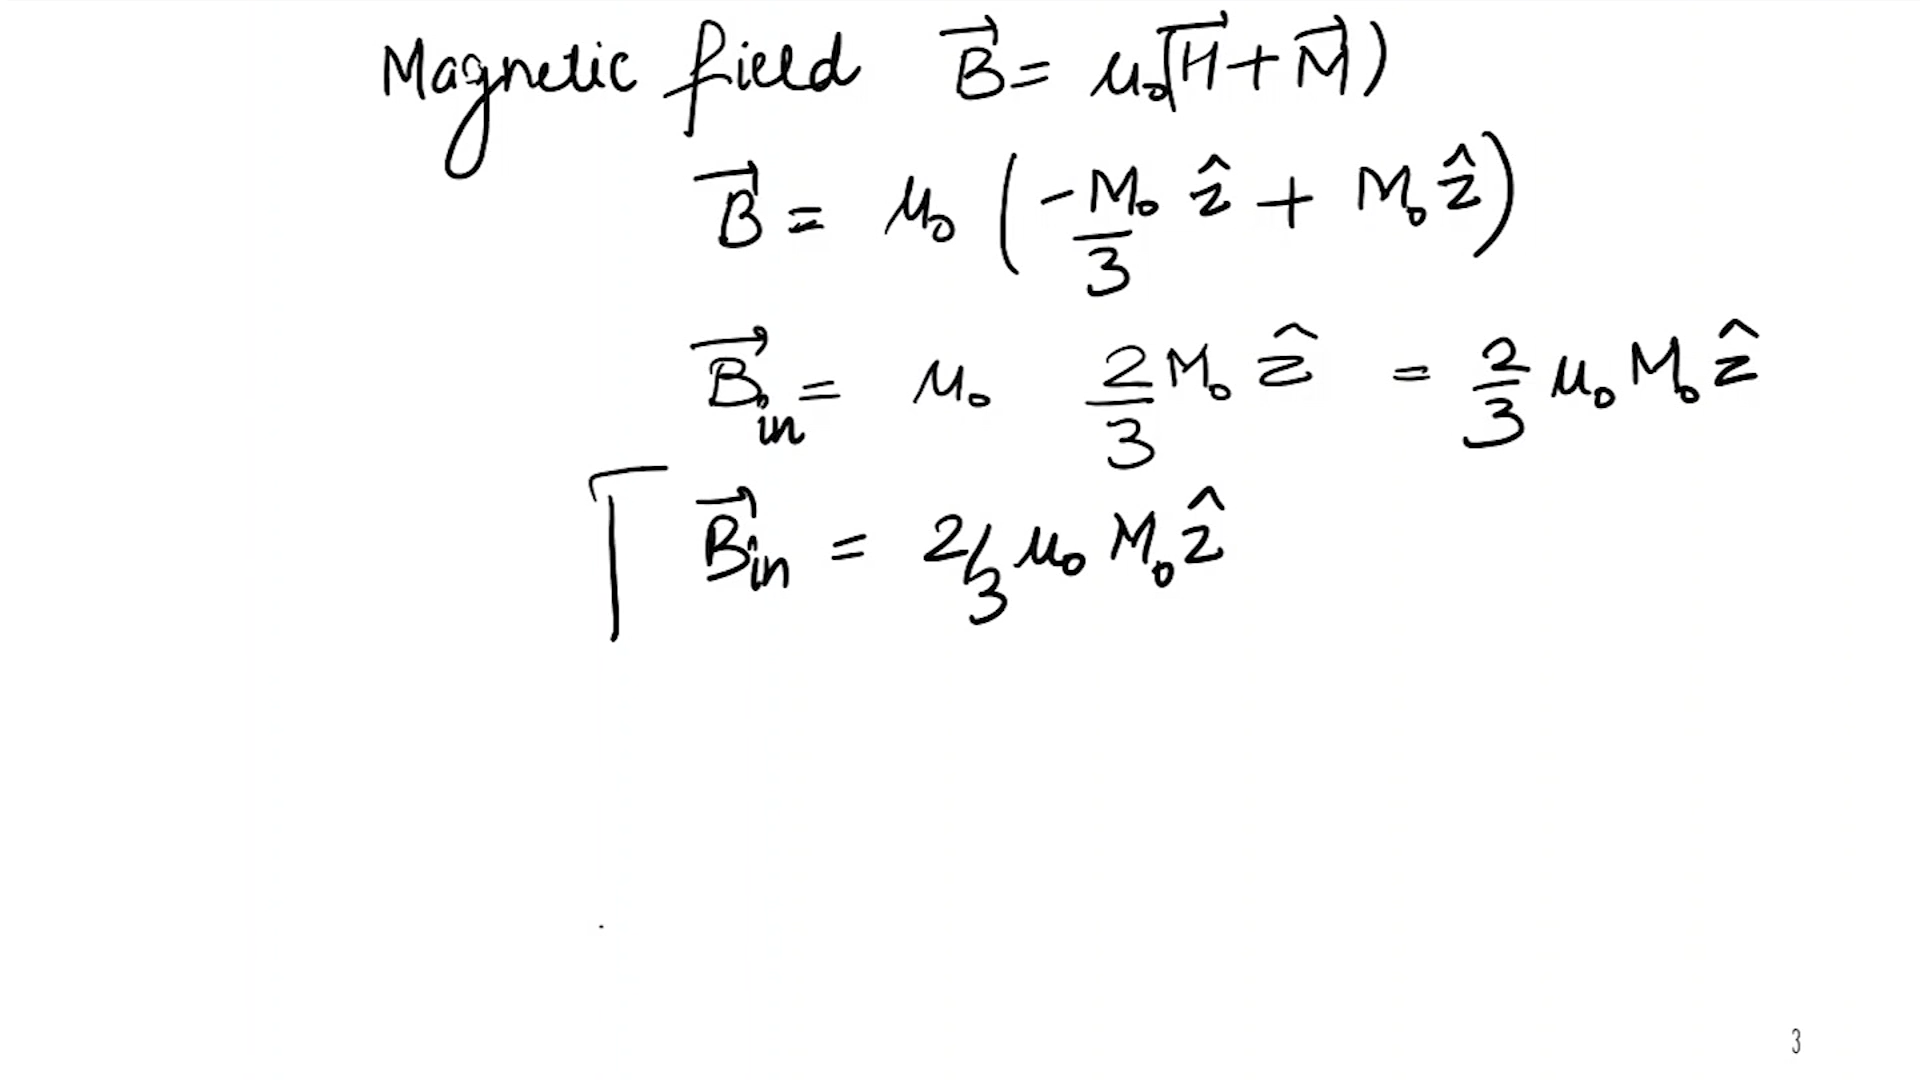 Magnetic field B⃗ = μ₀(H⃗ + M⃗)
B⃗ = μ₀ (-M₀/3 ẑ + M₀ ẑ)
B⃗in = μ₀ 2/3 M₀ ẑ = 2/3 μ₀ M₀ ẑ
B⃗in = 2/3 μ₀ M₀ ẑ
3